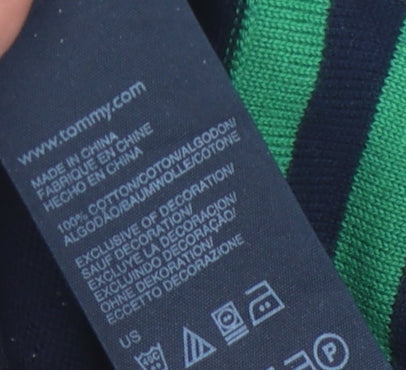 www.tommy.com
MADE IN CHINA
FABRIQUÉ EN CHINE
HECHO EN CHINA
100% COTTON/COTON/ALGODON/
ALGODÃO/BAUMWOLLE/COTONE
EXCLUSIVE OF DECORATION/
SAUF DECORATION/
EXCLUYE LA DECORACION/
EXCLUINDO DECORAÇÃO/
OHNE DEKORATION/
ECCETTO DECORAZIONE
US
P